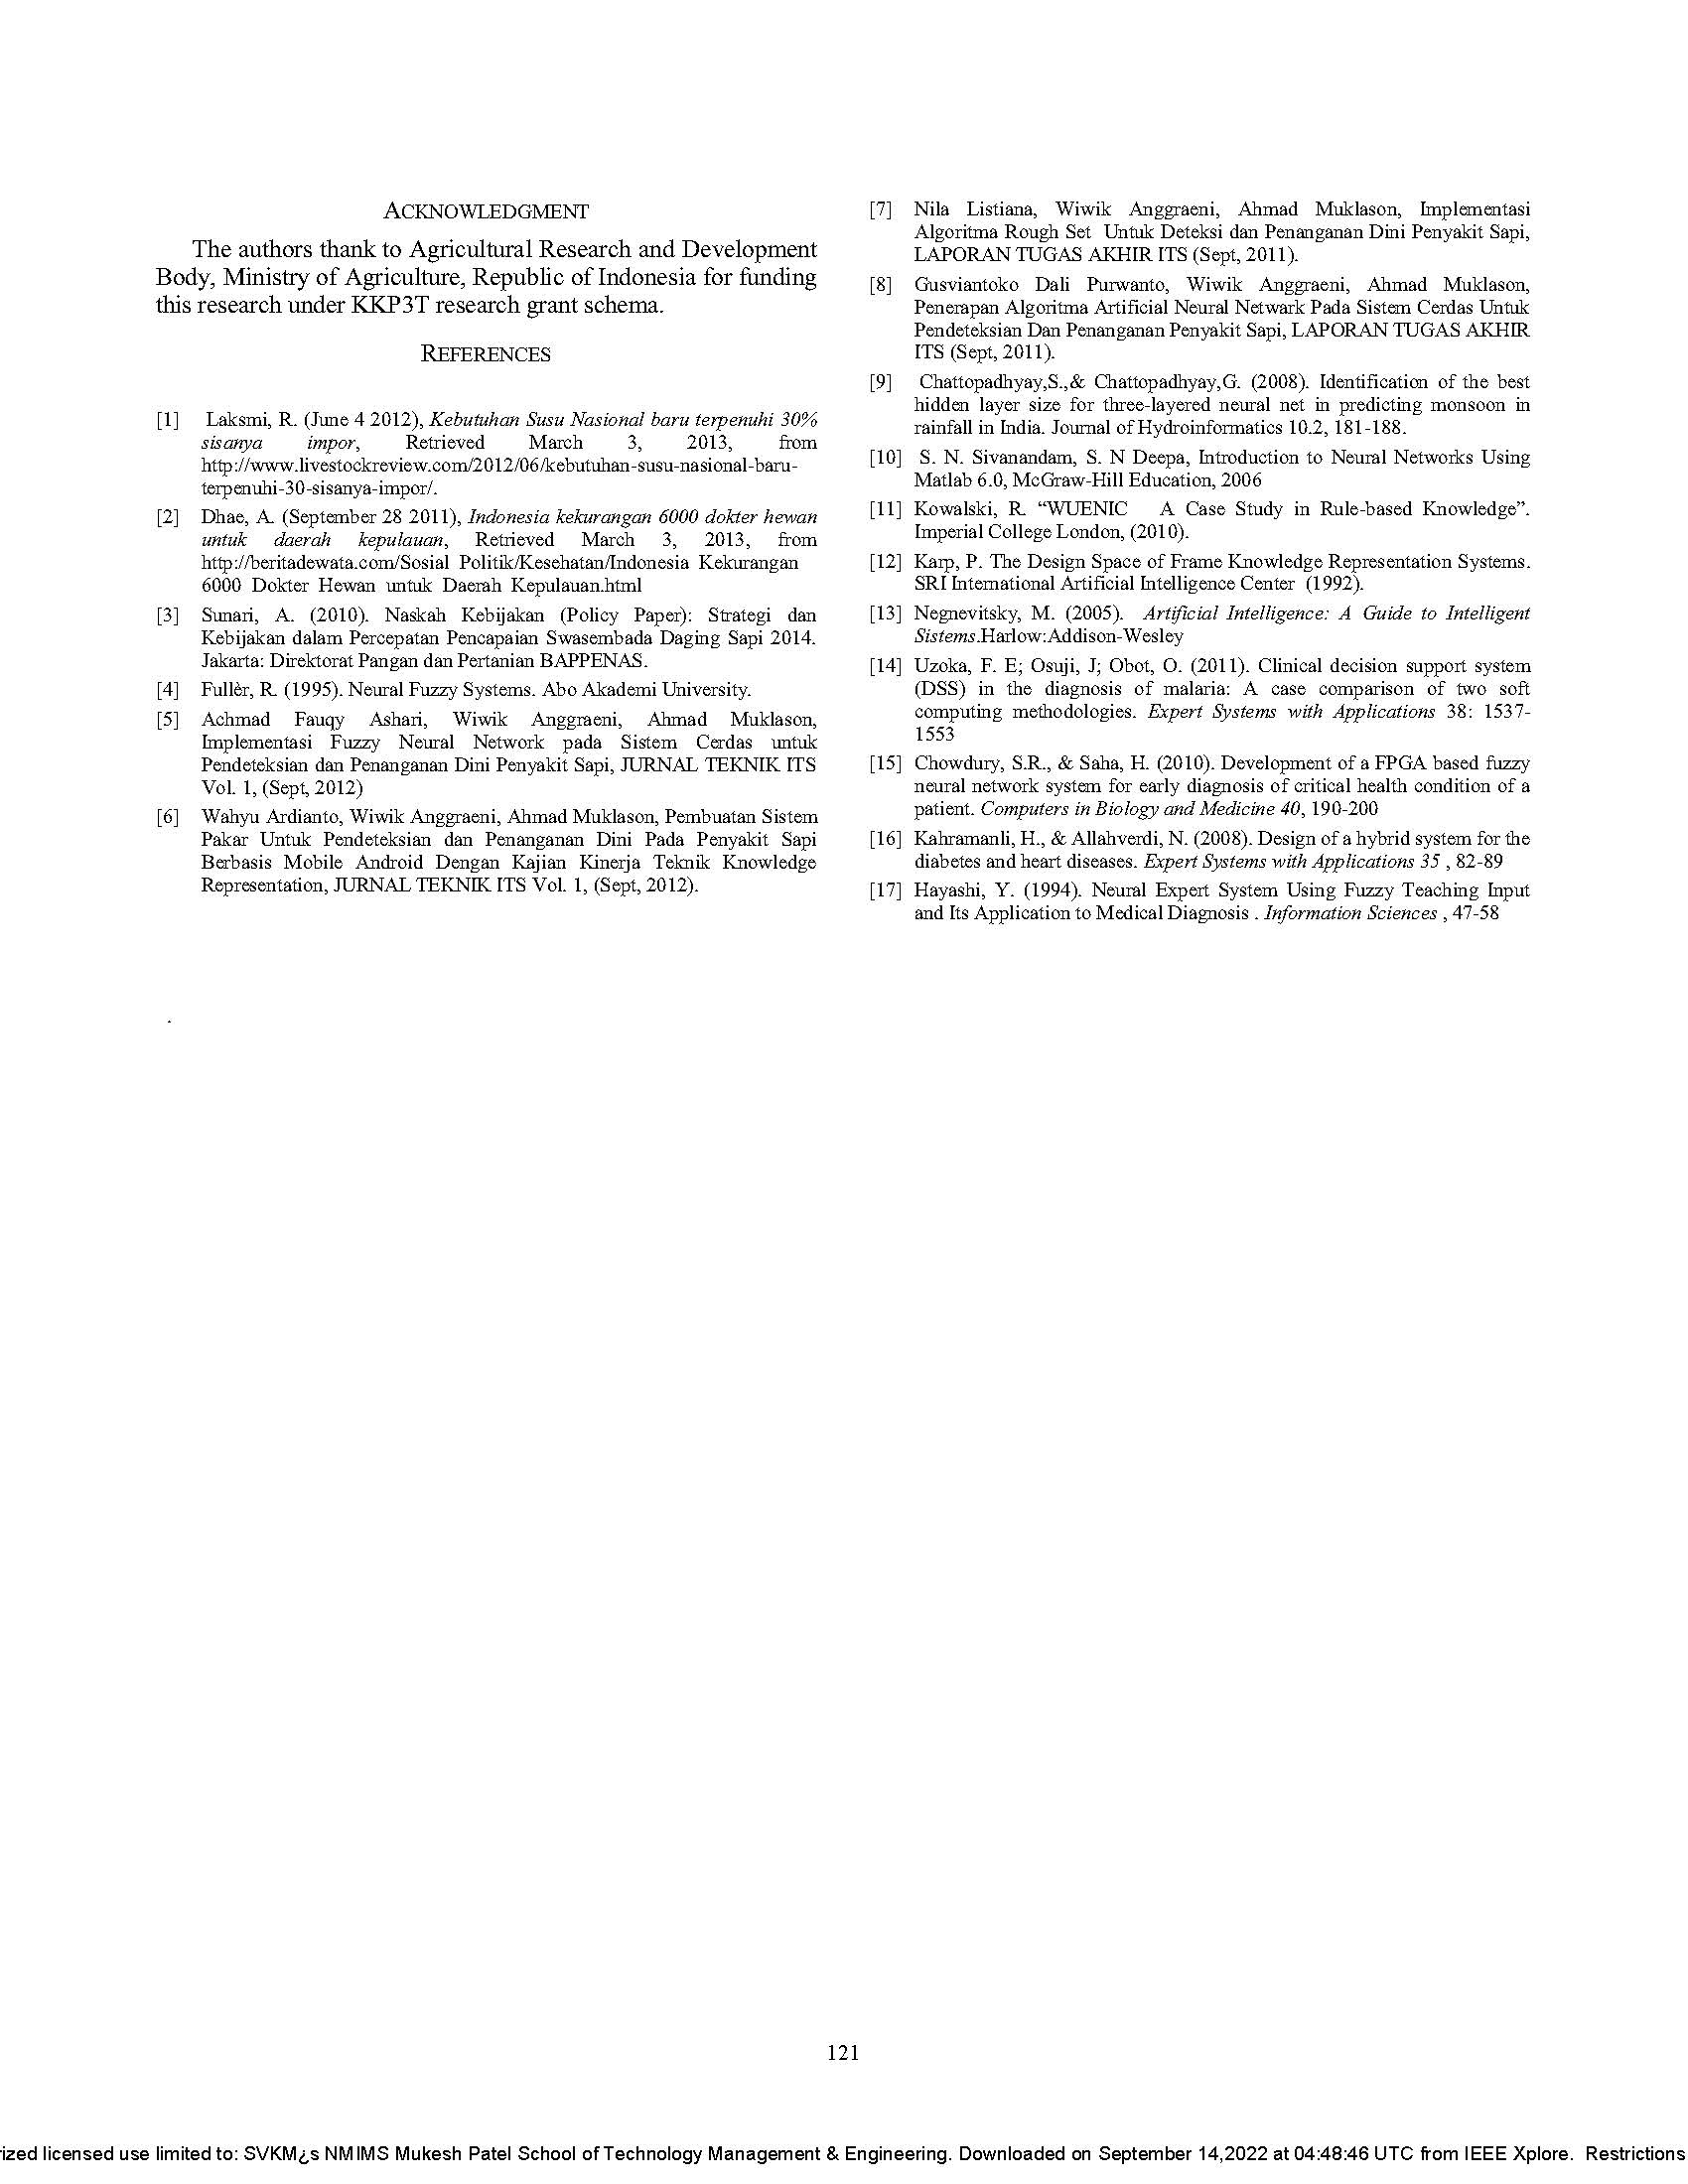 ACKNOWLEDGMENT
The authors thank to Agricultural Research and Development
Body, Ministry of Agriculture, Republic of Indonesia for funding
this research under KKP3T research grant schema.
REFERENCES
[1] Laksmi, R. (June 4 2012), Kebutuhan Susu Nasional baru terpenuhi 30%
sisanya impor, Retrieved March 3, 2013, from
http://www.livestockreview.com/2012/06/kebutuhan-susu-nasional-baru-
terpenuhi-30-sisanya-impor/.
[2] Dhae, A. (September 28 2011), Indonesia kekurangan 6000 dokter hewan
untuk daerah kepulauan, Retrieved March 3, 2013, from
http://beritadewata.com/Sosial Politik/Kesehatan/Indonesia Kekurangan
6000 Dokter Hewan untuk Daerah Kepulauan.html
[3] Sunari, A. (2010). Naskah Kebijakan (Policy Paper): Strategi dan
Kebijakan dalam Percepatan Pencapaian Swasembada Daging Sapi 2014.
Jakarta: Direktorat Pangan dan Pertanian BAPPENAS.
[4] Fullèr, R. (1995). Neural Fuzzy Systems. Abo Akademi University.
[5] Achmad Fauqy Ashari, Wiwik Anggraeni, Ahmad Muklason,
Implementasi Fuzzy Neural Network pada Sistem Cerdas untuk
Pendeteksian dan Penanganan Dini Penyakit Sapi, JURNAL TEKNIK ITS
Vol. 1, (Sept, 2012)
[6] Wahyu Ardianto, Wiwik Anggraeni, Ahmad Muklason, Pembuatan Sistem
Pakar Untuk Pendeteksian dan Penanganan Dini Pada Penyakit Sapi
Berbasis Mobile Android Dengan Kajian Kinerja Teknik Knowledge
Representation, JURNAL TEKNIK ITS Vol. 1, (Sept, 2012).
[7] Nila Listiana, Wiwik Anggraeni, Ahmad Muklason, Implementasi
Algoritma Rough Set Untuk Deteksi dan Penanganan Dini Penyakit Sapi,
LAPORAN TUGAS AKHIR ITS (Sept, 2011).
[8] Gusviantoko Dali Purwanto, Wiwik Anggraeni, Ahmad Muklason,
Penerapan Algoritma Artificial Neural Netwark Pada Sistem Cerdas Untuk
Pendeteksian Dan Penanganan Penyakit Sapi, LAPORAN TUGAS AKHIR
ITS (Sept, 2011).
[9] Chattopadhyay,S.,& Chattopadhyay,G. (2008). Identification of the best
hidden layer size for three-layered neural net in predicting monsoon in
rainfall in India. Journal of Hydroinformatics 10.2, 181-188.
[10] S. N. Sivanandam, S. N Deepa, Introduction to Neural Networks Using
Matlab 6.0, McGraw-Hill Education, 2006
[11] Kowalski, R. “WUENIC A Case Study in Rule-based Knowledge”.
Imperial College London, (2010).
[12] Karp, P. The Design Space of Frame Knowledge Representation Systems.
SRI International Artificial Intelligence Center (1992).
[13] Negnevitsky, M. (2005). Artificial Intelligence: A Guide to Intelligent
Sistems.Harlow:Addison-Wesley
[14] Uzoka, F. E; Osuji, J; Obot, O. (2011). Clinical decision support system
(DSS) in the diagnosis of malaria: A case comparison of two soft
computing methodologies. Expert Systems with Applications 38: 1537-
1553
[15] Chowdury, S.R., & Saha, H. (2010). Development of a FPGA based fuzzy
neural network system for early diagnosis of critical health condition of a
patient. Computers in Biology and Medicine 40, 190-200
[16] Kahramanli, H., & Allahverdi, N. (2008). Design of a hybrid system for the
diabetes and heart diseases. Expert Systems with Applications 35 , 82-89
[17] Hayashi, Y. (1994). Neural Expert System Using Fuzzy Teaching Input
and Its Application to Medical Diagnosis . Information Sciences , 47-58
.
121
rized licensed use limited to: SVKM¿s NMIMS Mukesh Patel School of Technology Management & Engineering. Downloaded on September 14,2022 at 04:48:46 UTC from IEEE Xplore. Restrictions